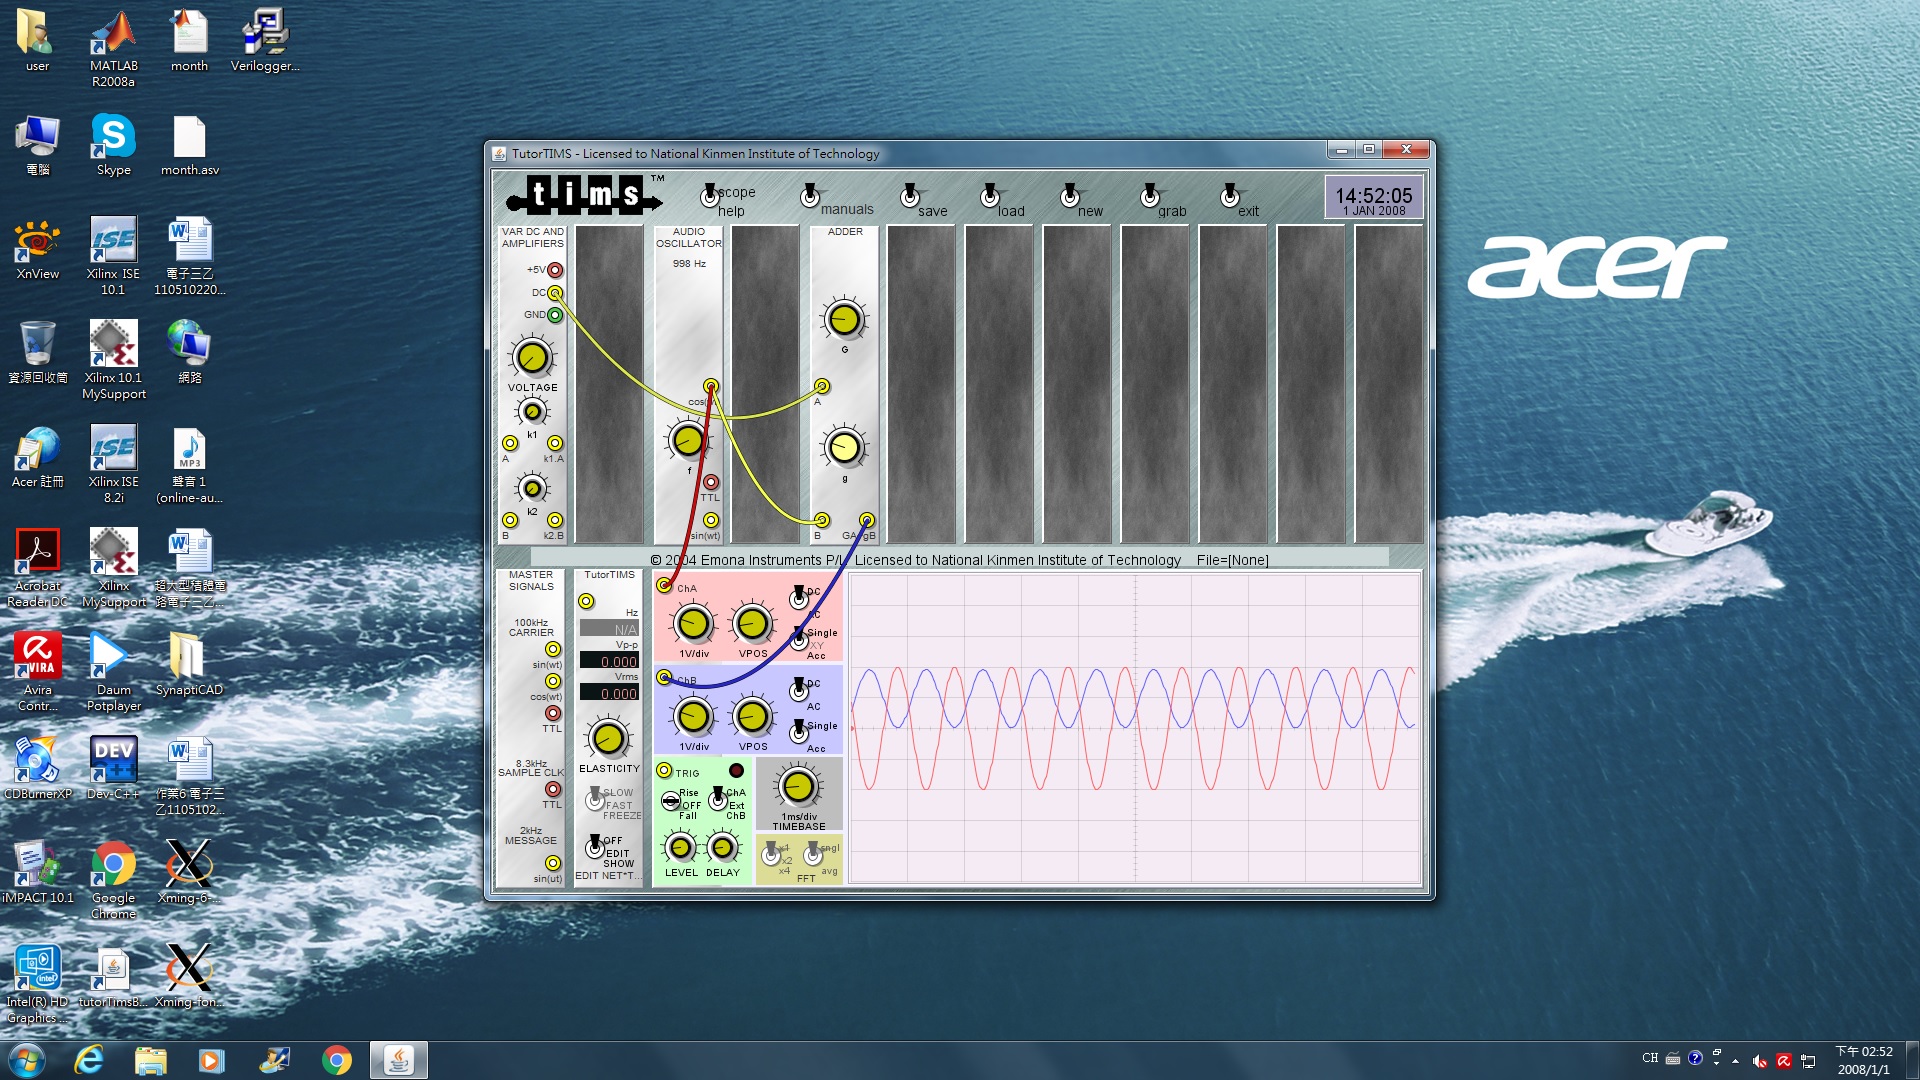 user
MATLAB
R2008a
month
Verilogger...
電腦
Skype
month.asv
XnView
Xilinx ISE
10.1
電子三乙
110510220...
資源回收筒
Xilinx 10.1
MySupport
網路
Acer 註冊
Xilinx ISE
8.2i
聲音 1
(online-au...
MP3
Acrobat
Reader DC
Xilinx
MySupport
超大型積體電
路電子三乙...
Avira
Contr...
Daum
Potplayer
SynaptiCAD
CDBurnerXP
Dev-C++
作業6 電子三
乙1105102...
iMPACT 10.1
Google
Chrome
Xming-6-...
Intel(R) HD
Graphics ...
tutorTimsB...
Xming-fon...
acer
TutorTIMS - Licensed to National Kinmen Institute of Technology
tims™
scope
help
manuals
save
load
new
grab
exit
14:52:05
1 JAN 2008
VAR DC AND
AMPLIFIERS
+5V
DC
GND
VOLTAGE
k1
A k1.A
k2
B k2.B
AUDIO
OSCILLATOR
998 Hz
f
TTL
sin(wt)
ADDER
G
A
g
B
© 2004 Emona Instruments P/L Licensed to National Kinmen Institute of Technology File=[None]
MASTER
SIGNALS
100kHz
CARRIER
sin(wt)
cos(wt)
TTL
8.3kHz
SAMPLE CLK
TTL
2kHz
MESSAGE
sin(ut)
TutorTIMS
Hz
N/A
Vp-p
0.000
Vrms
0.000
ELASTICITY
SLOW
FAST
FREEZE
OFF
EDIT
SHOW
EDIT NET*T...
ChA
DC
AC
Single
XY
Acc
1V/div VPOS
ChB
DC
AC
Single
Acc
1V/div VPOS
TRIG
Rise
OFF
Fall
ChA
Ext
ChB
LEVEL DELAY
1ms/div
TIMEBASE
x1
x2
x4
sngl
avg
FFT
CH
下午 02:52
2008/1/1